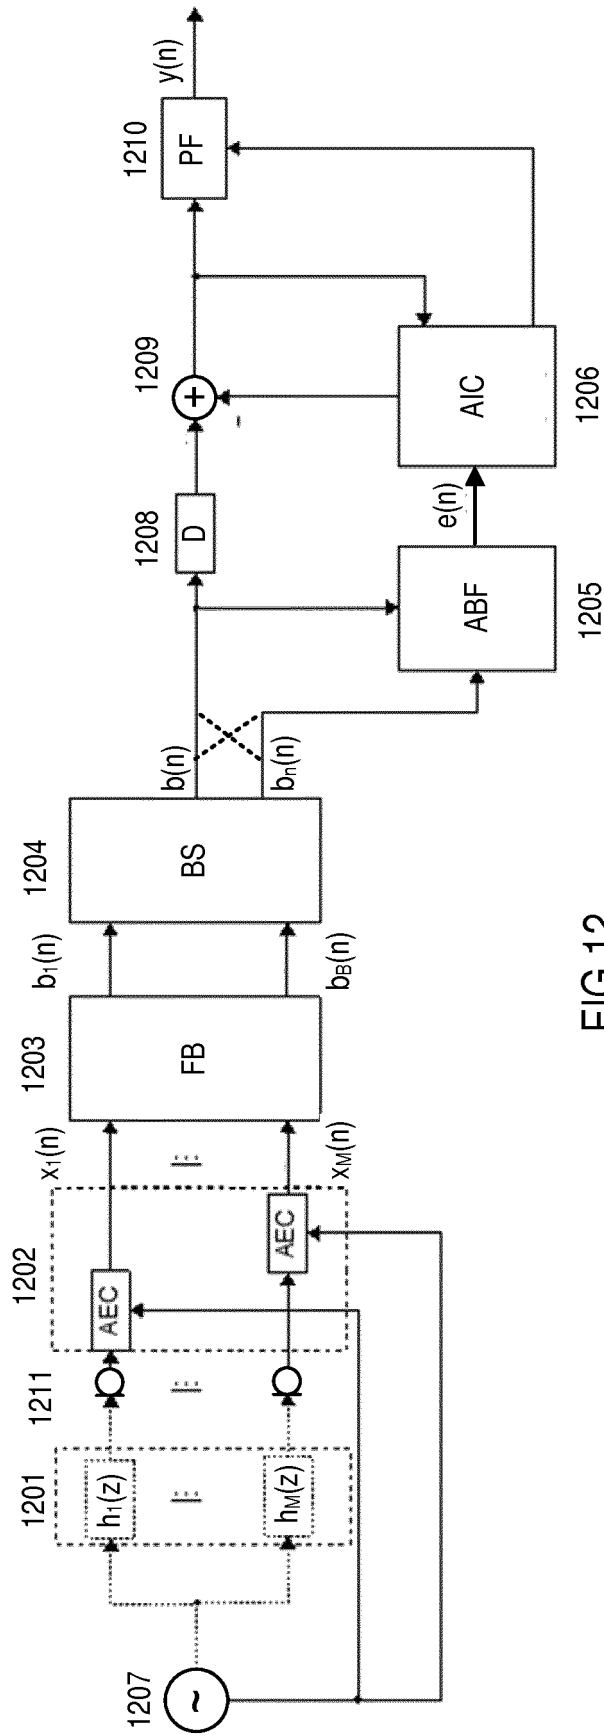 1207
~
1201
h₁(z)
hM(z)
1211
1202
AEC
AEC
x₁(n)
xM(n)
1203
FB
b₁(n)
bB(n)
1204
BS
b(n)
bn(n)
1208
D
1205
ABF
e(n)
1206
AIC
1209
+
-
1210
PF
y(n)
FIG 12